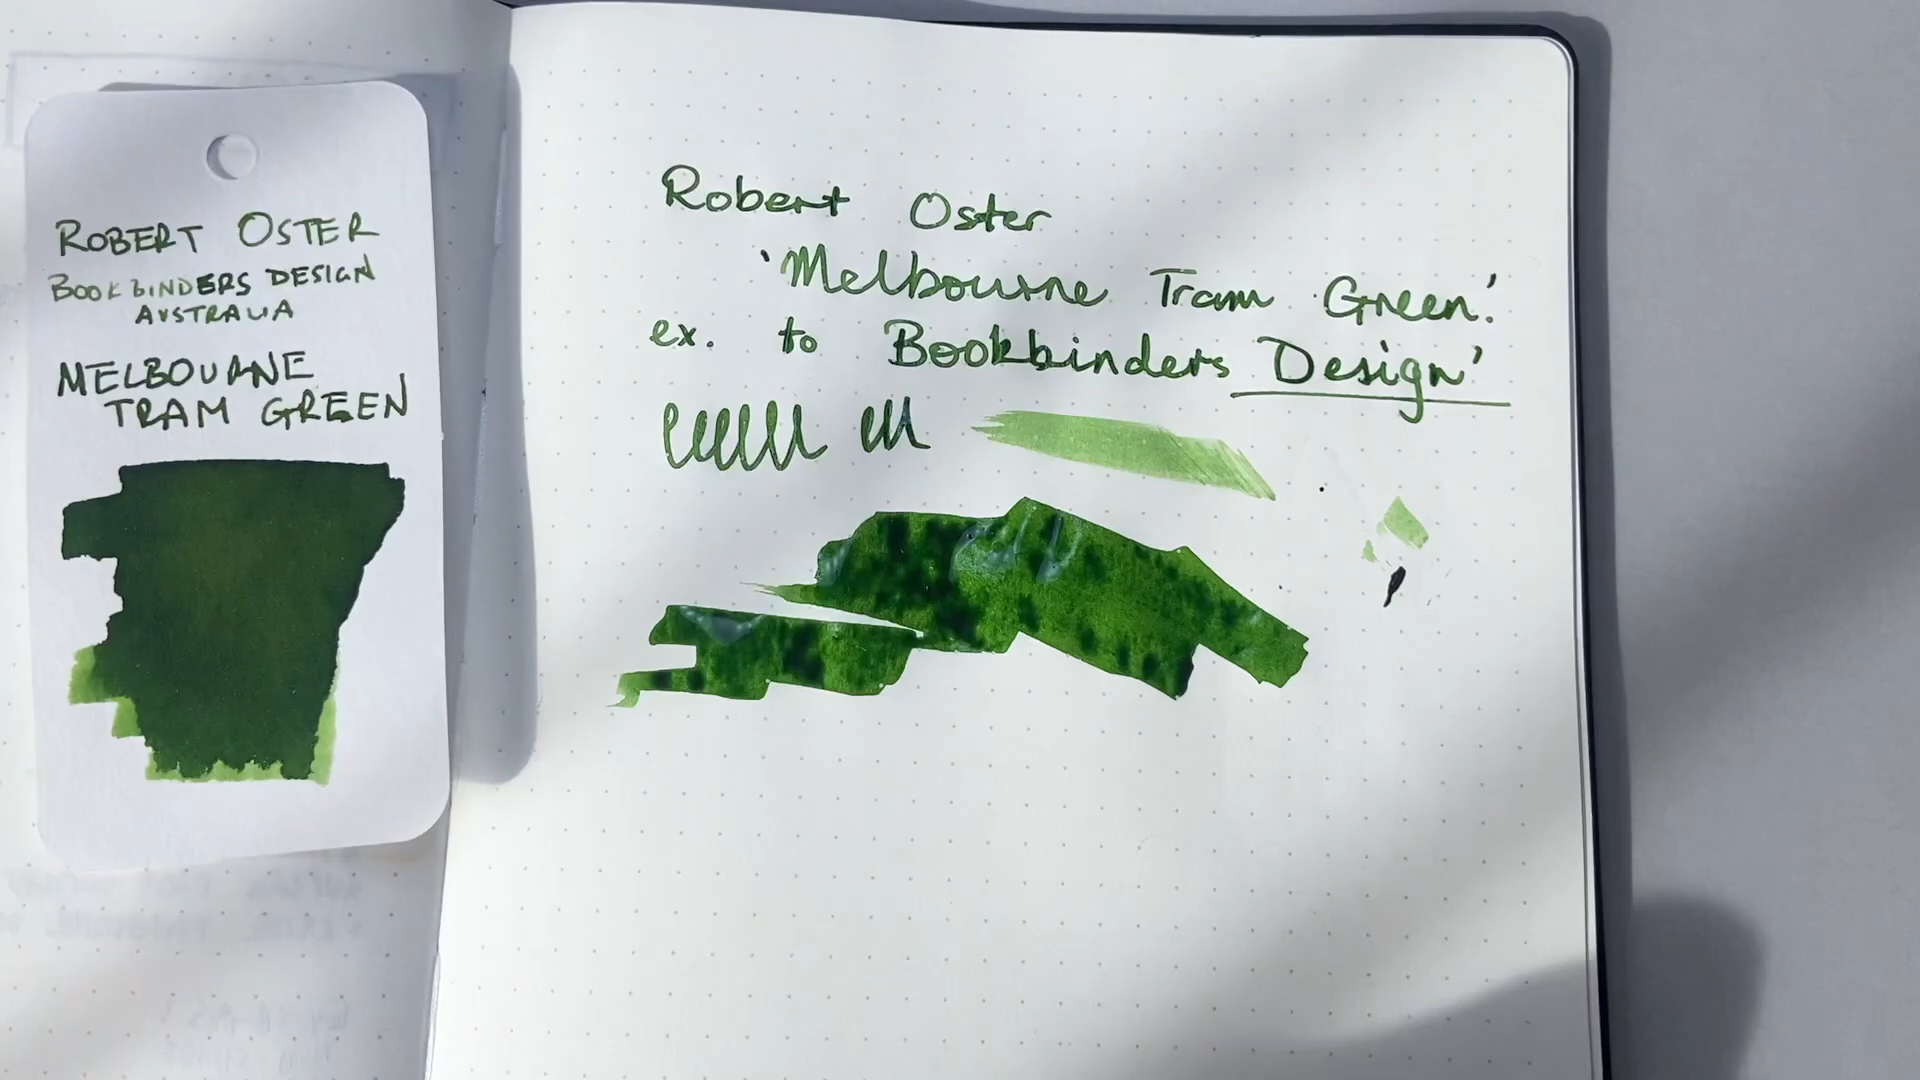 ROBERT OSTER
BOOKBINDERS DESIGN
AUSTRALIA
MELBOURNE
TRAM GREEN
Robert Oster
'Melbourne Tram Green'.
ex. to Bookbinders Design'